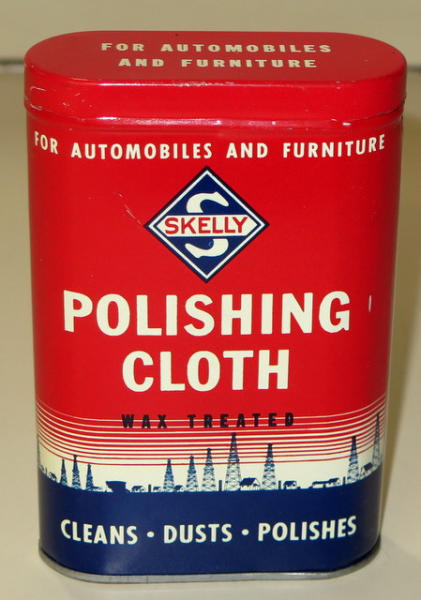 FOR AUTOMOBILES
AND FURNITURE
FOR AUTOMOBILES AND FURNITURE
S
SKELLY
POLISHING
CLOTH
WAX TREATED
CLEANS · DUSTS · POLISHES